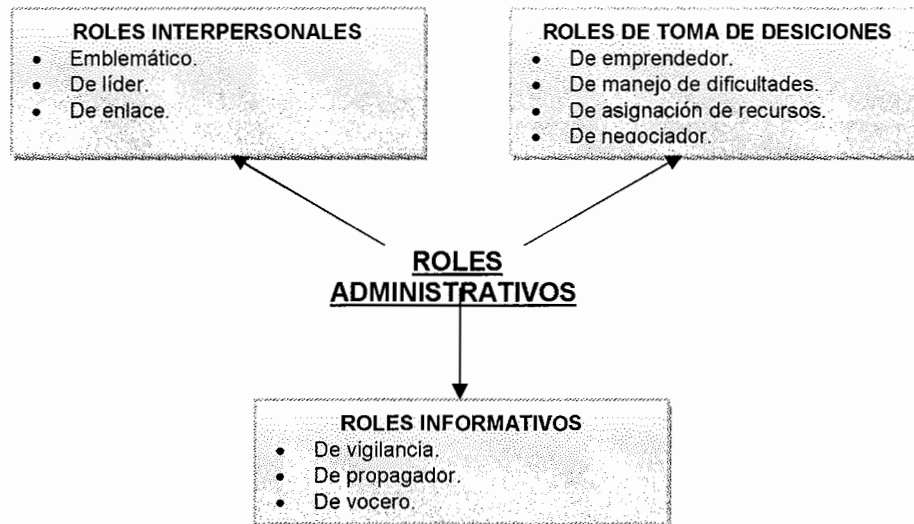 ROLES INTERPERSONALES
• Emblemático.
• De líder.
• De enlace.
ROLES DE TOMA DE DESICIONES
• De emprendedor.
• De manejo de dificultades.
• De asignación de recursos.
• De negociador.
ROLES
ADMINISTRATIVOS
ROLES INFORMATIVOS
• De vigilancia.
• De propagador.
• De vocero.